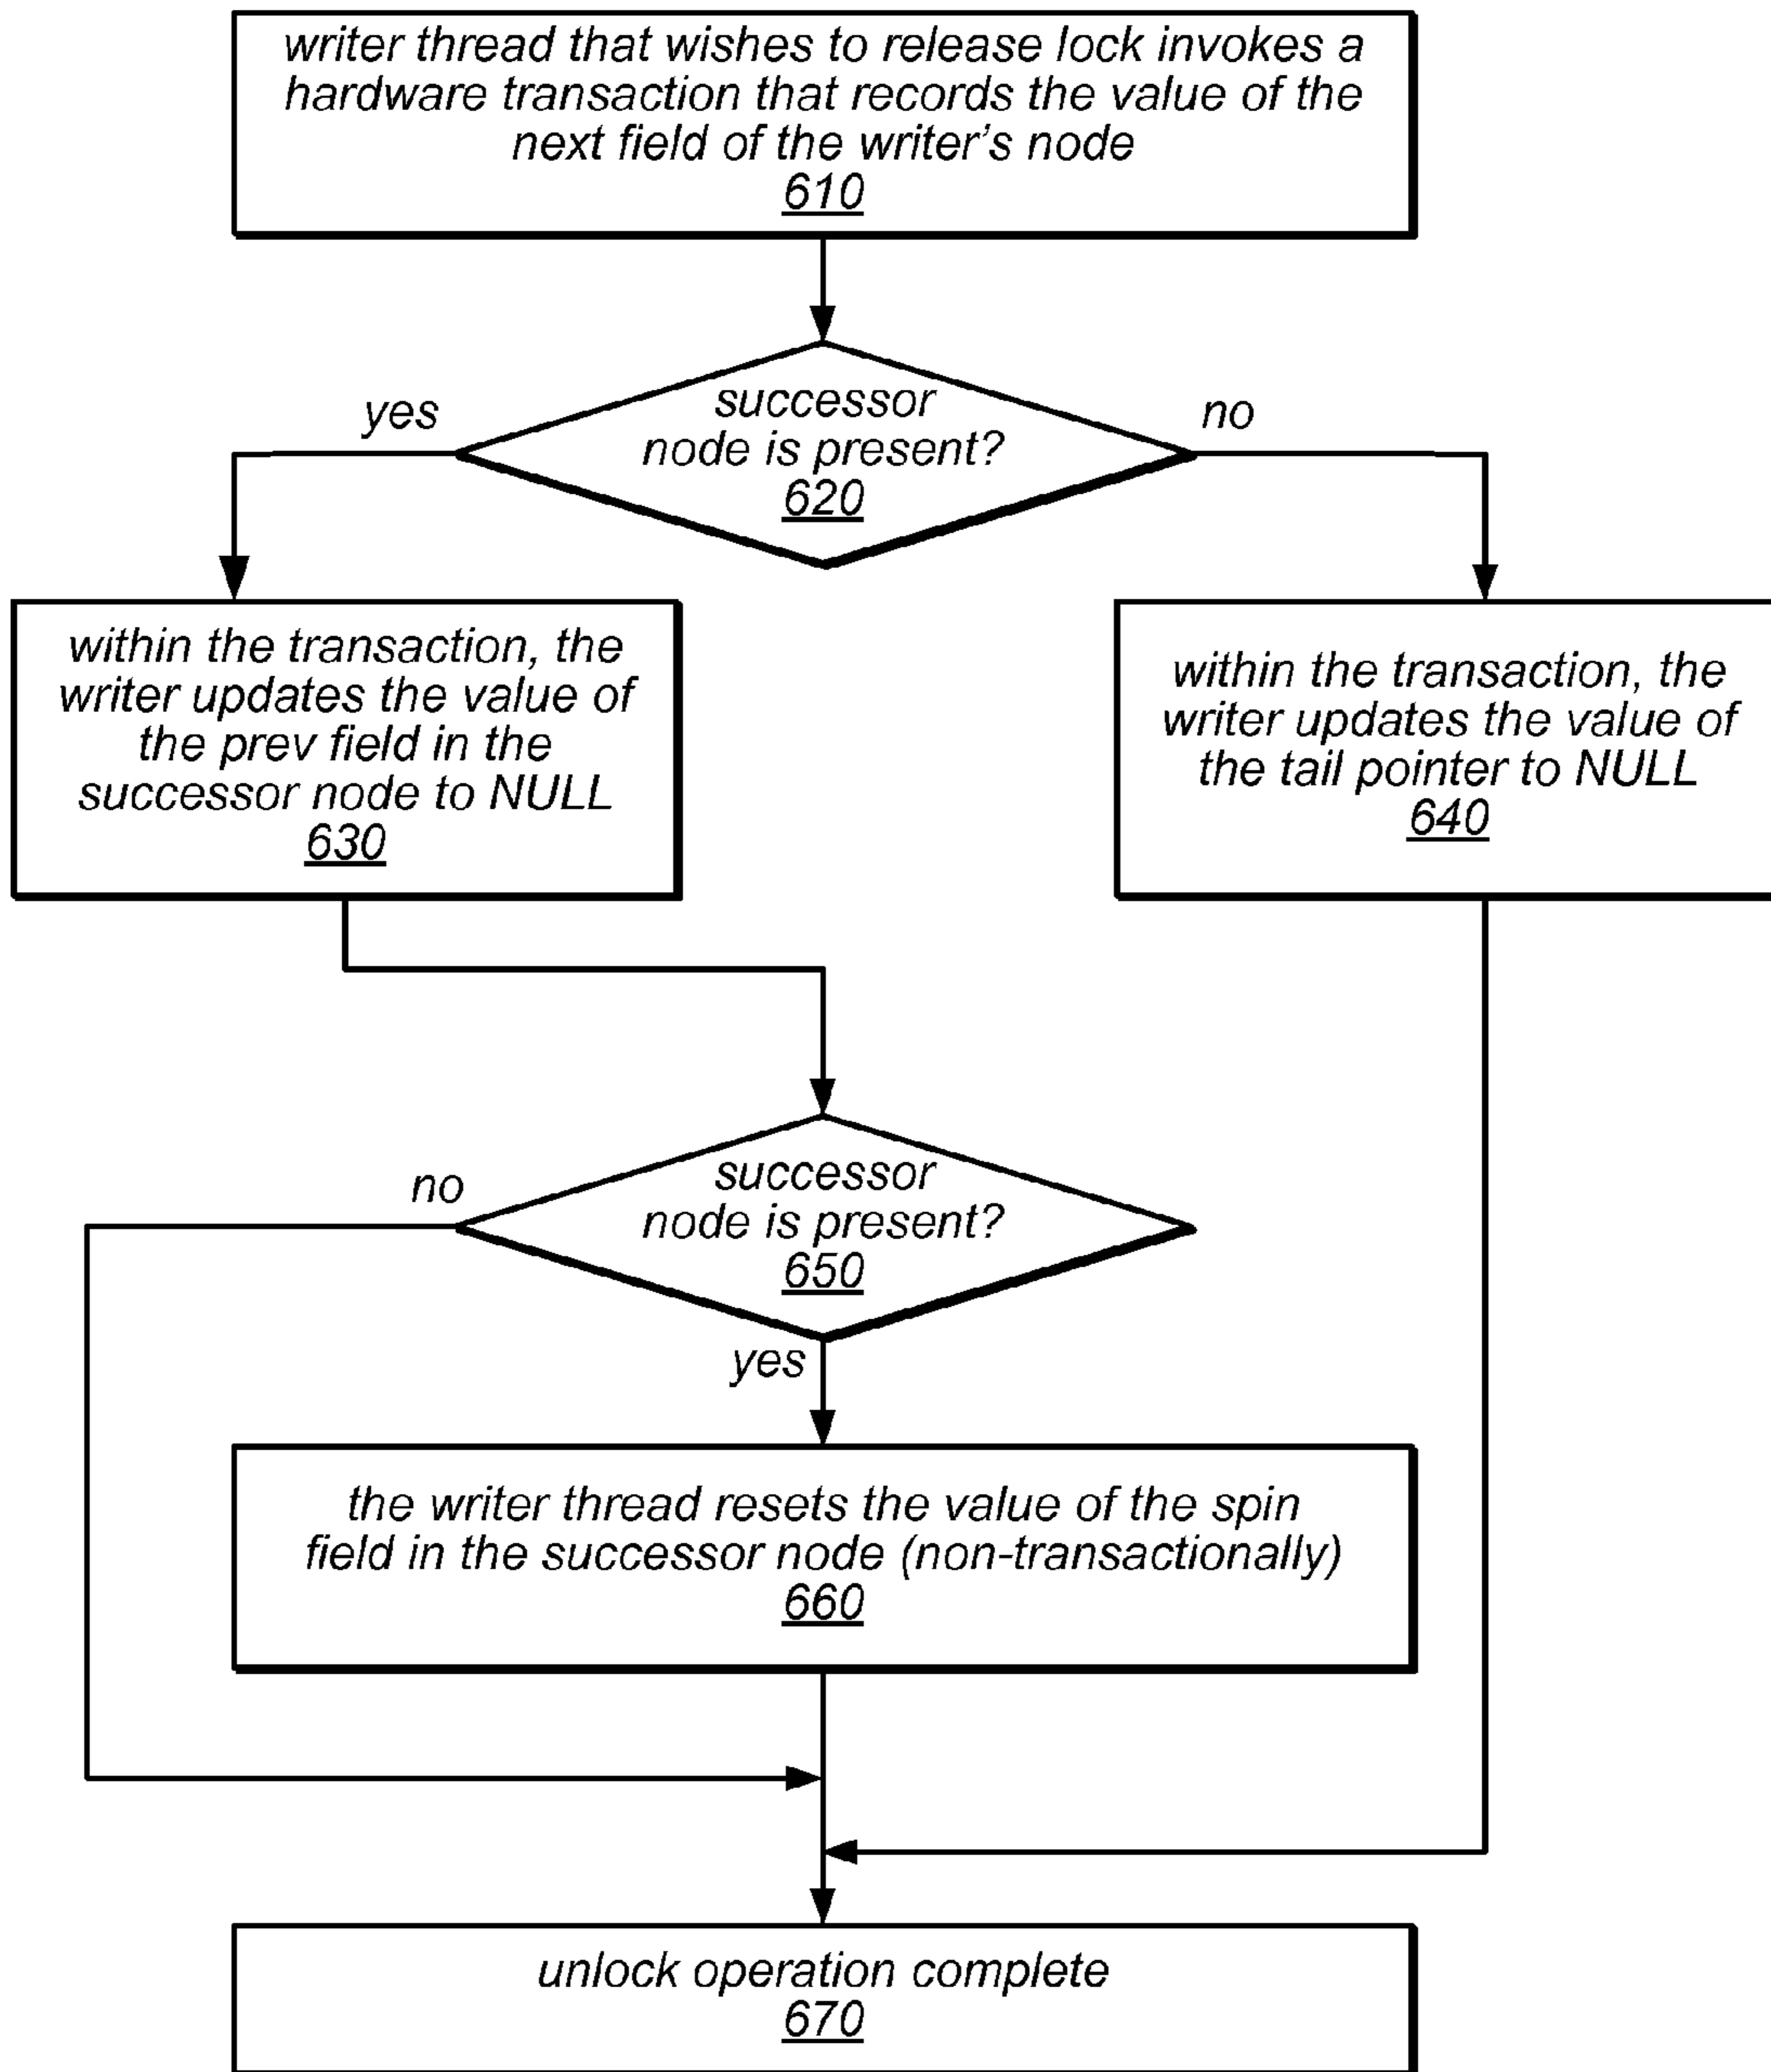 writer thread that wishes to release lock invokes a
hardware transaction that records the value of the
next field of the writer's node
610
successor
node is present?
620
yes
no
within the transaction, the
writer updates the value of
the prev field in the
successor node to NULL
630
within the transaction, the
writer updates the value of
the tail pointer to NULL
640
successor
node is present?
650
no
yes
the writer thread resets the value of the spin
field in the successor node (non-transactionally)
660
unlock operation complete
670